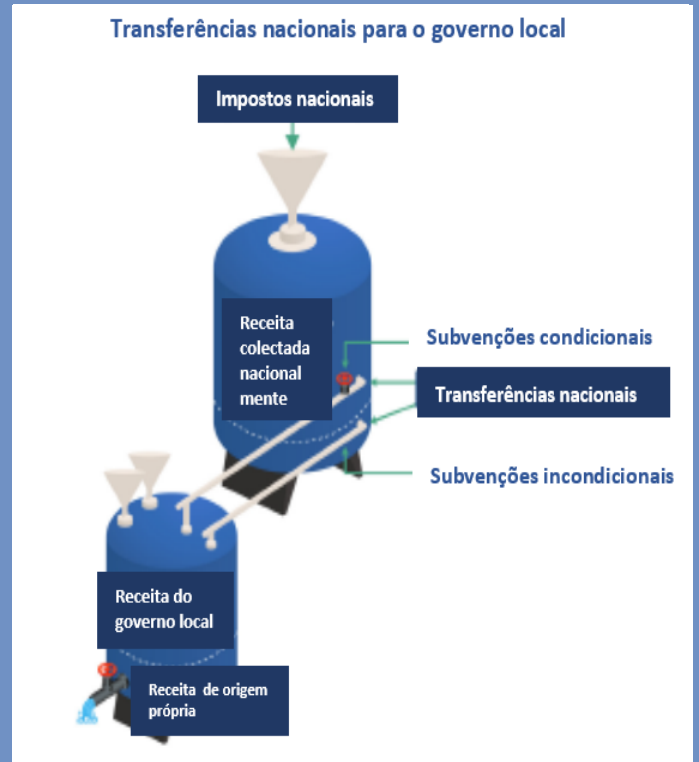 Transferências nacionais para o governo local
Impostos nacionais
Receita
colectada
nacional
mente
Subvenções condicionais
Transferências nacionais
Subvenções incondicionais
Receita do
governo local
Receita de origem
própria